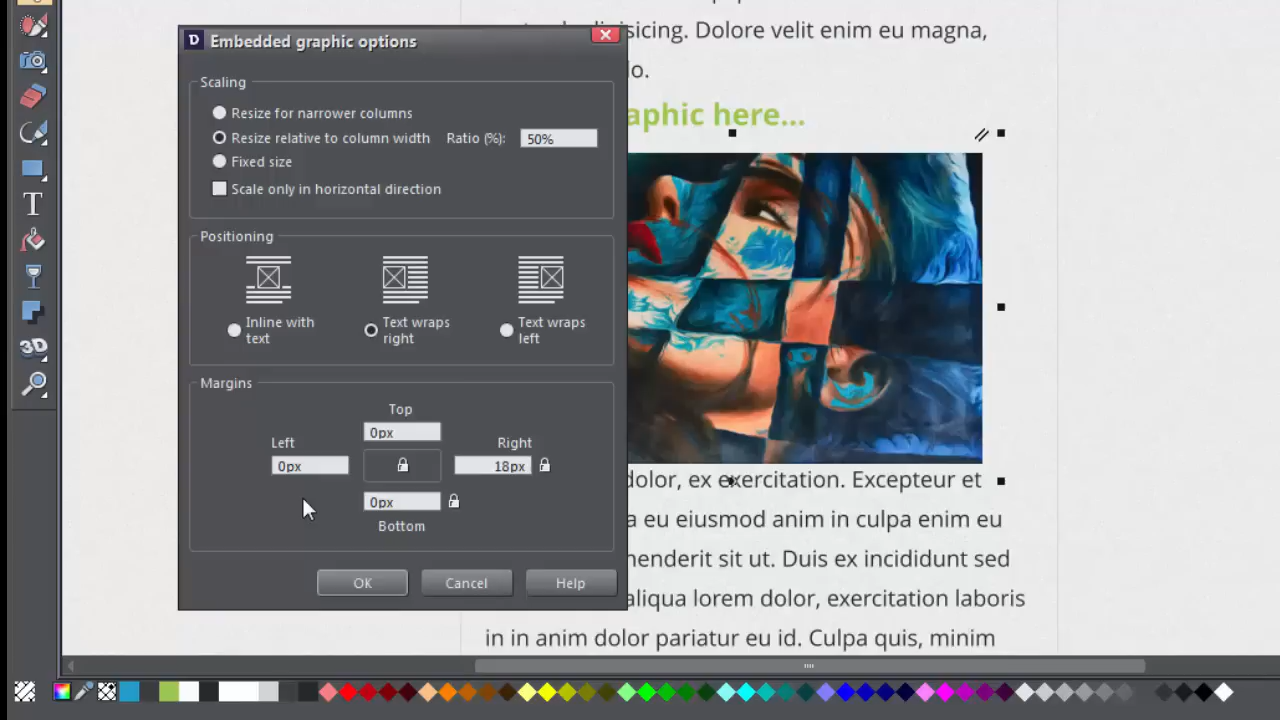 D Embedded graphic options
isicing. Dolore velit enim eu magna,
lo.
aphic here...
Scaling
Resize for narrower columns
Resize relative to column width Ratio (%): 50%
Fixed size
Scale only in horizontal direction
Positioning
Inline with text
Text wraps right
Text wraps left
Margins
Top
0px
Left
0px
Right
18px
0px
Bottom
OK Cancel Help
dolor, ex exercitation. Excepteur et
a eu eiusmod anim in culpa enim eu
henderit sit ut. Duis ex incididunt sed
aliqua lorem dolor, exercitation laboris
in in anim dolor pariatur eu id. Culpa quis, minim
T
3D